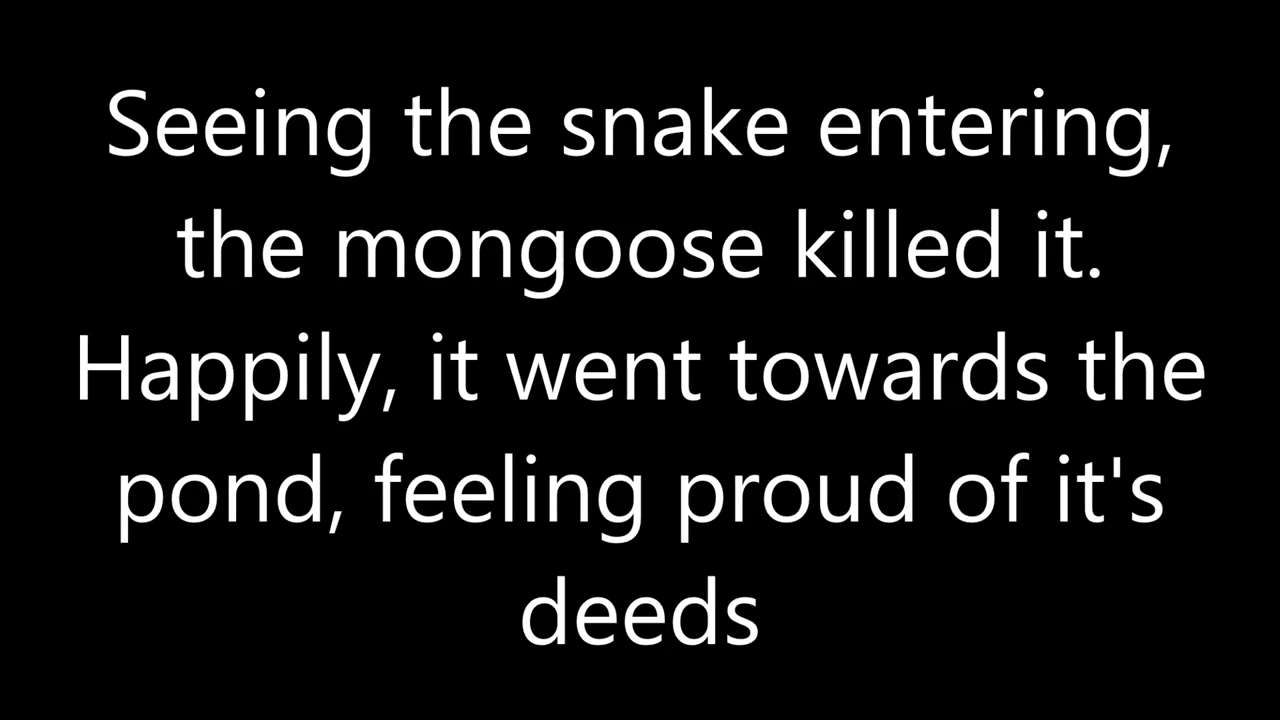 Seeing the snake entering,
the mongoose killed it.
Happily, it went towards the
pond, feeling proud of it's
deeds